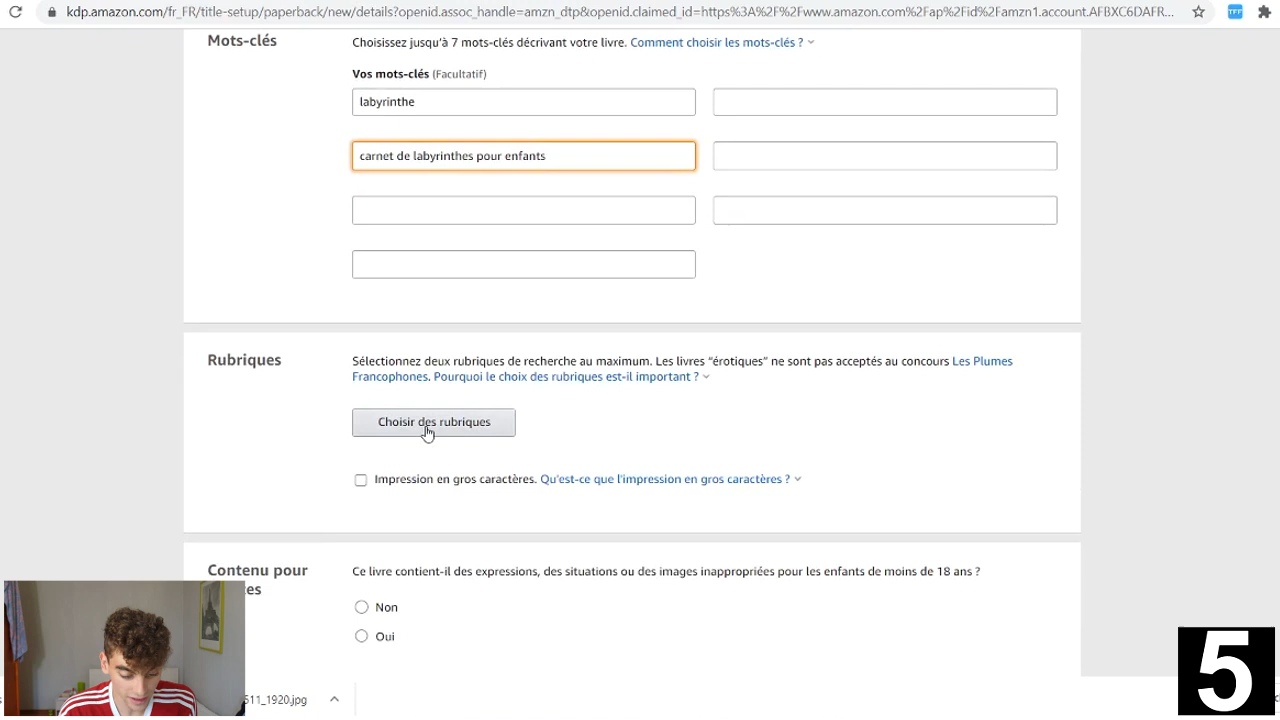 kdp.amazon.com/fr_FR/title-setup/paperback/new/details?openid.assoc_handle=amzn_dtp&openid.claimed_id=https%3A%2F%2Fwww.amazon.com%2Fap%2Fid%2Famzn1.account.AFBXC6DAFR...
Mots-clés
Choisissez jusqu'à 7 mots-clés décrivant votre livre. Comment choisir les mots-clés ?
Vos mots-clés (Facultatif)
labyrinthe
carnet de labyrinthes pour enfants
Rubriques
Sélectionnez deux rubriques de recherche au maximum. Les livres “érotiques” ne sont pas acceptés au concours Les Plumes
Francophones. Pourquoi le choix des rubriques est-il important ?
Choisir des rubriques
Impression en gros caractères. Qu'est-ce que l'impression en gros caractères ?
Contenu pour
Ce livre contient-il des expressions, des situations ou des images inappropriées pour les enfants de moins de 18 ans ?
Non
Oui
511_1920.jpg
5